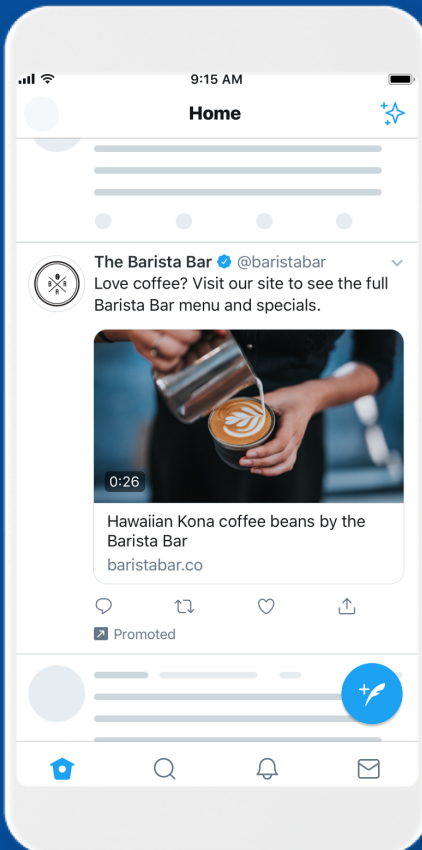 9:15 AM
Home
The Barista Bar @baristabar
Love coffee? Visit our site to see the full
Barista Bar menu and specials.
B A R
0:26
Hawaiian Kona coffee beans by the
Barista Bar
baristabar.co
Promoted